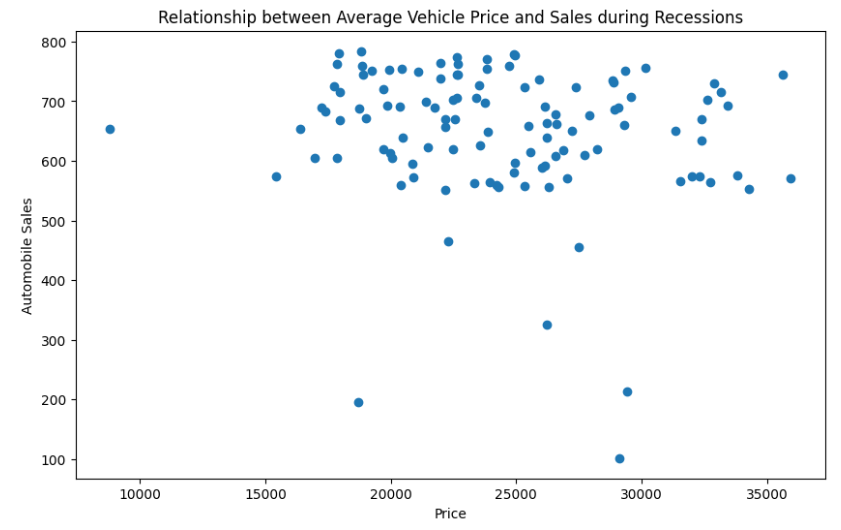 Relationship between Average Vehicle Price and Sales during Recessions
800
700
600
500
400
300
200
100
Automobile Sales
10000 15000 20000 25000 30000 35000
Price